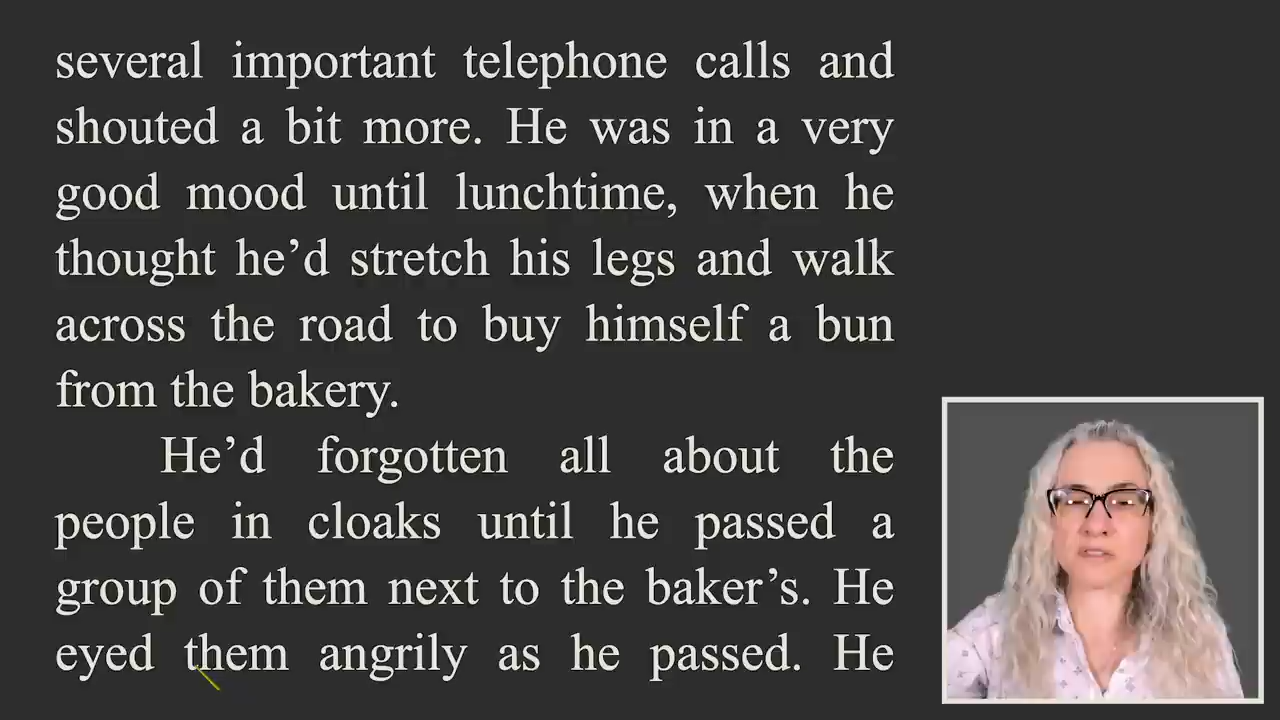 several important telephone calls and
shouted a bit more. He was in a very
good mood until lunchtime, when he
thought he’d stretch his legs and walk
across the road to buy himself a bun
from the bakery.
He’d forgotten all about the
people in cloaks until he passed a
group of them next to the baker’s. He
eyed them angrily as he passed. He